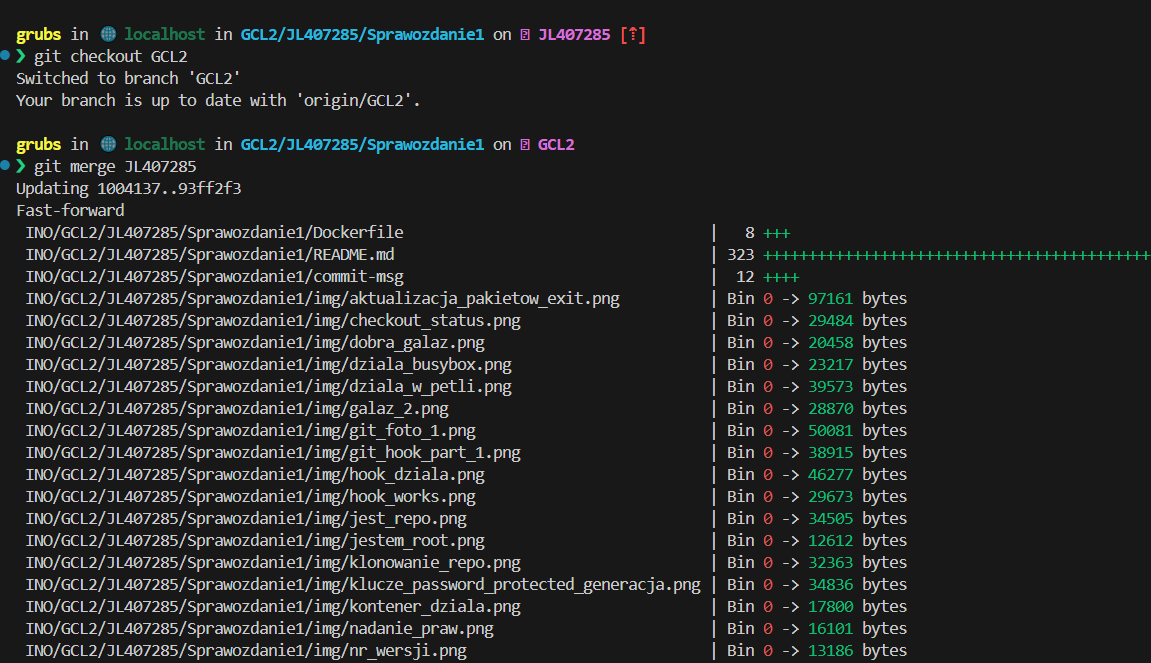 grubs in localhost in GCL2/JL407285/Sprawozdanie1 on JL407285 [⇡]
❯ git checkout GCL2
Switched to branch 'GCL2'
Your branch is up to date with 'origin/GCL2'.
grubs in localhost in GCL2/JL407285/Sprawozdanie1 on GCL2
❯ git merge JL407285
Updating 1004137..93ff2f3
Fast-forward
INO/GCL2/JL407285/Sprawozdanie1/Dockerfile | 8 +++
INO/GCL2/JL407285/Sprawozdanie1/README.md | 323 +++++++++++++++++++++++++++++++++++++++++++
INO/GCL2/JL407285/Sprawozdanie1/commit-msg | 12 ++++
INO/GCL2/JL407285/Sprawozdanie1/img/aktualizacja_pakietow_exit.png | Bin 0 -> 97161 bytes
INO/GCL2/JL407285/Sprawozdanie1/img/checkout_status.png | Bin 0 -> 29484 bytes
INO/GCL2/JL407285/Sprawozdanie1/img/dobra_galaz.png | Bin 0 -> 20458 bytes
INO/GCL2/JL407285/Sprawozdanie1/img/dziala_busybox.png | Bin 0 -> 23217 bytes
INO/GCL2/JL407285/Sprawozdanie1/img/dziala_w_petli.png | Bin 0 -> 39573 bytes
INO/GCL2/JL407285/Sprawozdanie1/img/galaz_2.png | Bin 0 -> 28870 bytes
INO/GCL2/JL407285/Sprawozdanie1/img/git_foto_1.png | Bin 0 -> 50081 bytes
INO/GCL2/JL407285/Sprawozdanie1/img/git_hook_part_1.png | Bin 0 -> 38915 bytes
INO/GCL2/JL407285/Sprawozdanie1/img/hook_dziala.png | Bin 0 -> 46277 bytes
INO/GCL2/JL407285/Sprawozdanie1/img/hook_works.png | Bin 0 -> 29673 bytes
INO/GCL2/JL407285/Sprawozdanie1/img/jest_repo.png | Bin 0 -> 34505 bytes
INO/GCL2/JL407285/Sprawozdanie1/img/jestem_root.png | Bin 0 -> 12612 bytes
INO/GCL2/JL407285/Sprawozdanie1/img/klonowanie_repo.png | Bin 0 -> 32363 bytes
INO/GCL2/JL407285/Sprawozdanie1/img/klucze_password_protected_generacja.png | Bin 0 -> 34836 bytes
INO/GCL2/JL407285/Sprawozdanie1/img/kontener_dziala.png | Bin 0 -> 17800 bytes
INO/GCL2/JL407285/Sprawozdanie1/img/nadanie_praw.png | Bin 0 -> 16101 bytes
INO/GCL2/JL407285/Sprawozdanie1/img/nr_wersji.png | Bin 0 -> 13186 bytes